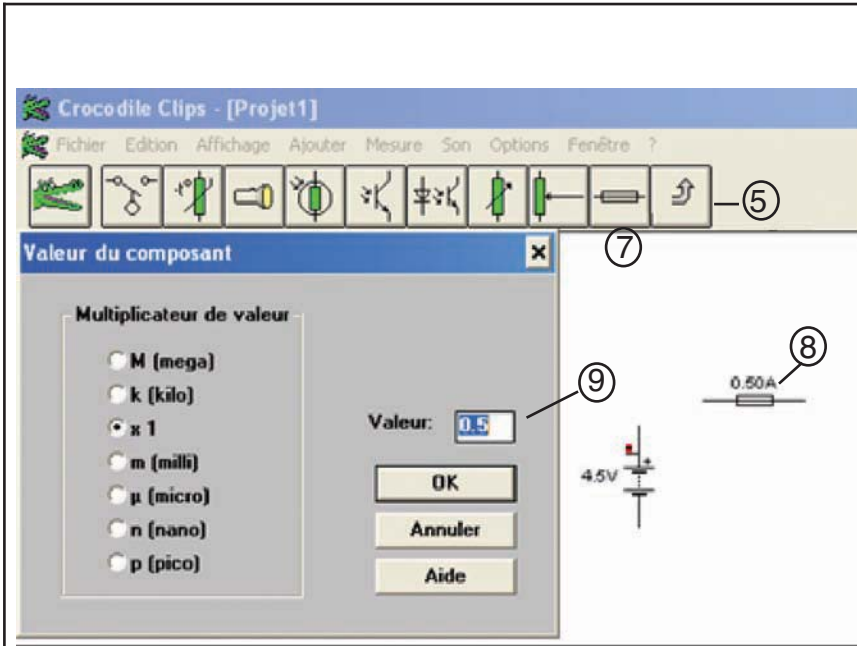 Crocodile Clips - [Projet1]
Fichier Edition Affichage Ajouter Mesure Son Options Fenêtre ?
5
7
Valeur du composant
Multiplicateur de valeur
M (mega)
k (kilo)
x 1
m (milli)
µ (micro)
n (nano)
p (pico)
Valeur: 0.5
9
OK
Annuler
Aide
8
0.50A
4.5V
+